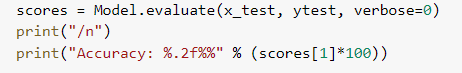 scores = Model.evaluate(x_test, ytest, verbose=0)
print("/n")
print("Accuracy: %.2f%%" % (scores[1]*100))